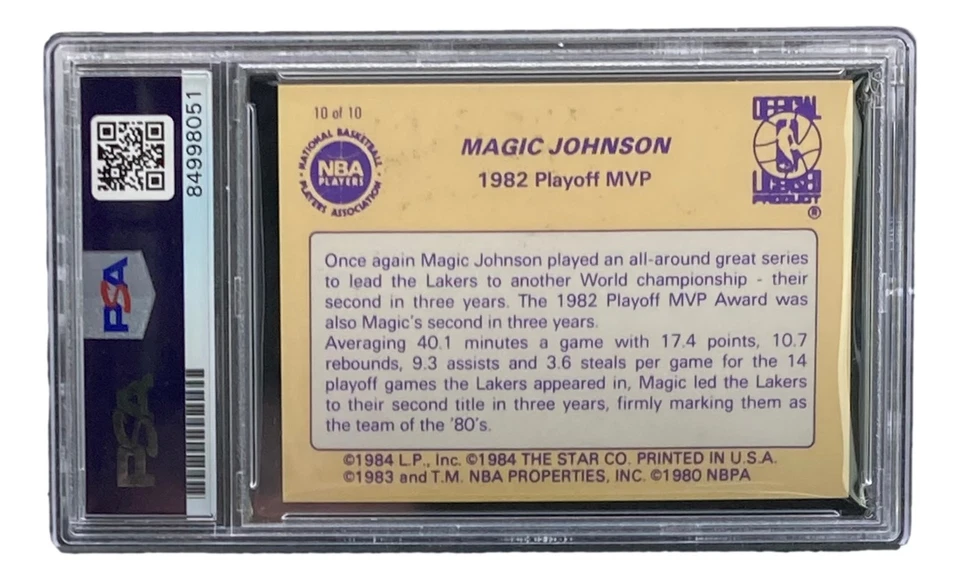 84998051
PSA
PSA
10 of 10
NATIONAL BASKETBALL
NBA
PLAYERS
PLAYERS ASSOCIATION
MAGIC JOHNSON
1982 Playoff MVP
OFFICIAL
NBA
LICENSED
PRODUCT
®
Once again Magic Johnson played an all-around great series
to lead the Lakers to another World championship - their
second in three years. The 1982 Playoff MVP Award was
also Magic's second in three years.
Averaging 40.1 minutes a game with 17.4 points, 10.7
rebounds, 9.3 assists and 3.6 steals per game for the 14
playoff games the Lakers appeared in, Magic led the Lakers
to their second title in three years, firmly marking them as
the team of the '80's.
©1984 L.P., Inc. ©1984 THE STAR CO. PRINTED IN U.S.A.
©1983 and T.M. NBA PROPERTIES, INC. ©1980 NBPA